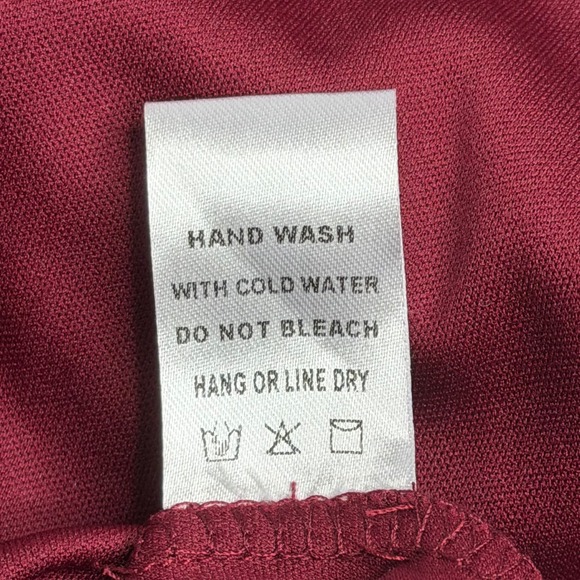 HAND WASH
WITH COLD WATER
DO NOT BLEACH
HANG OR LINE DRY